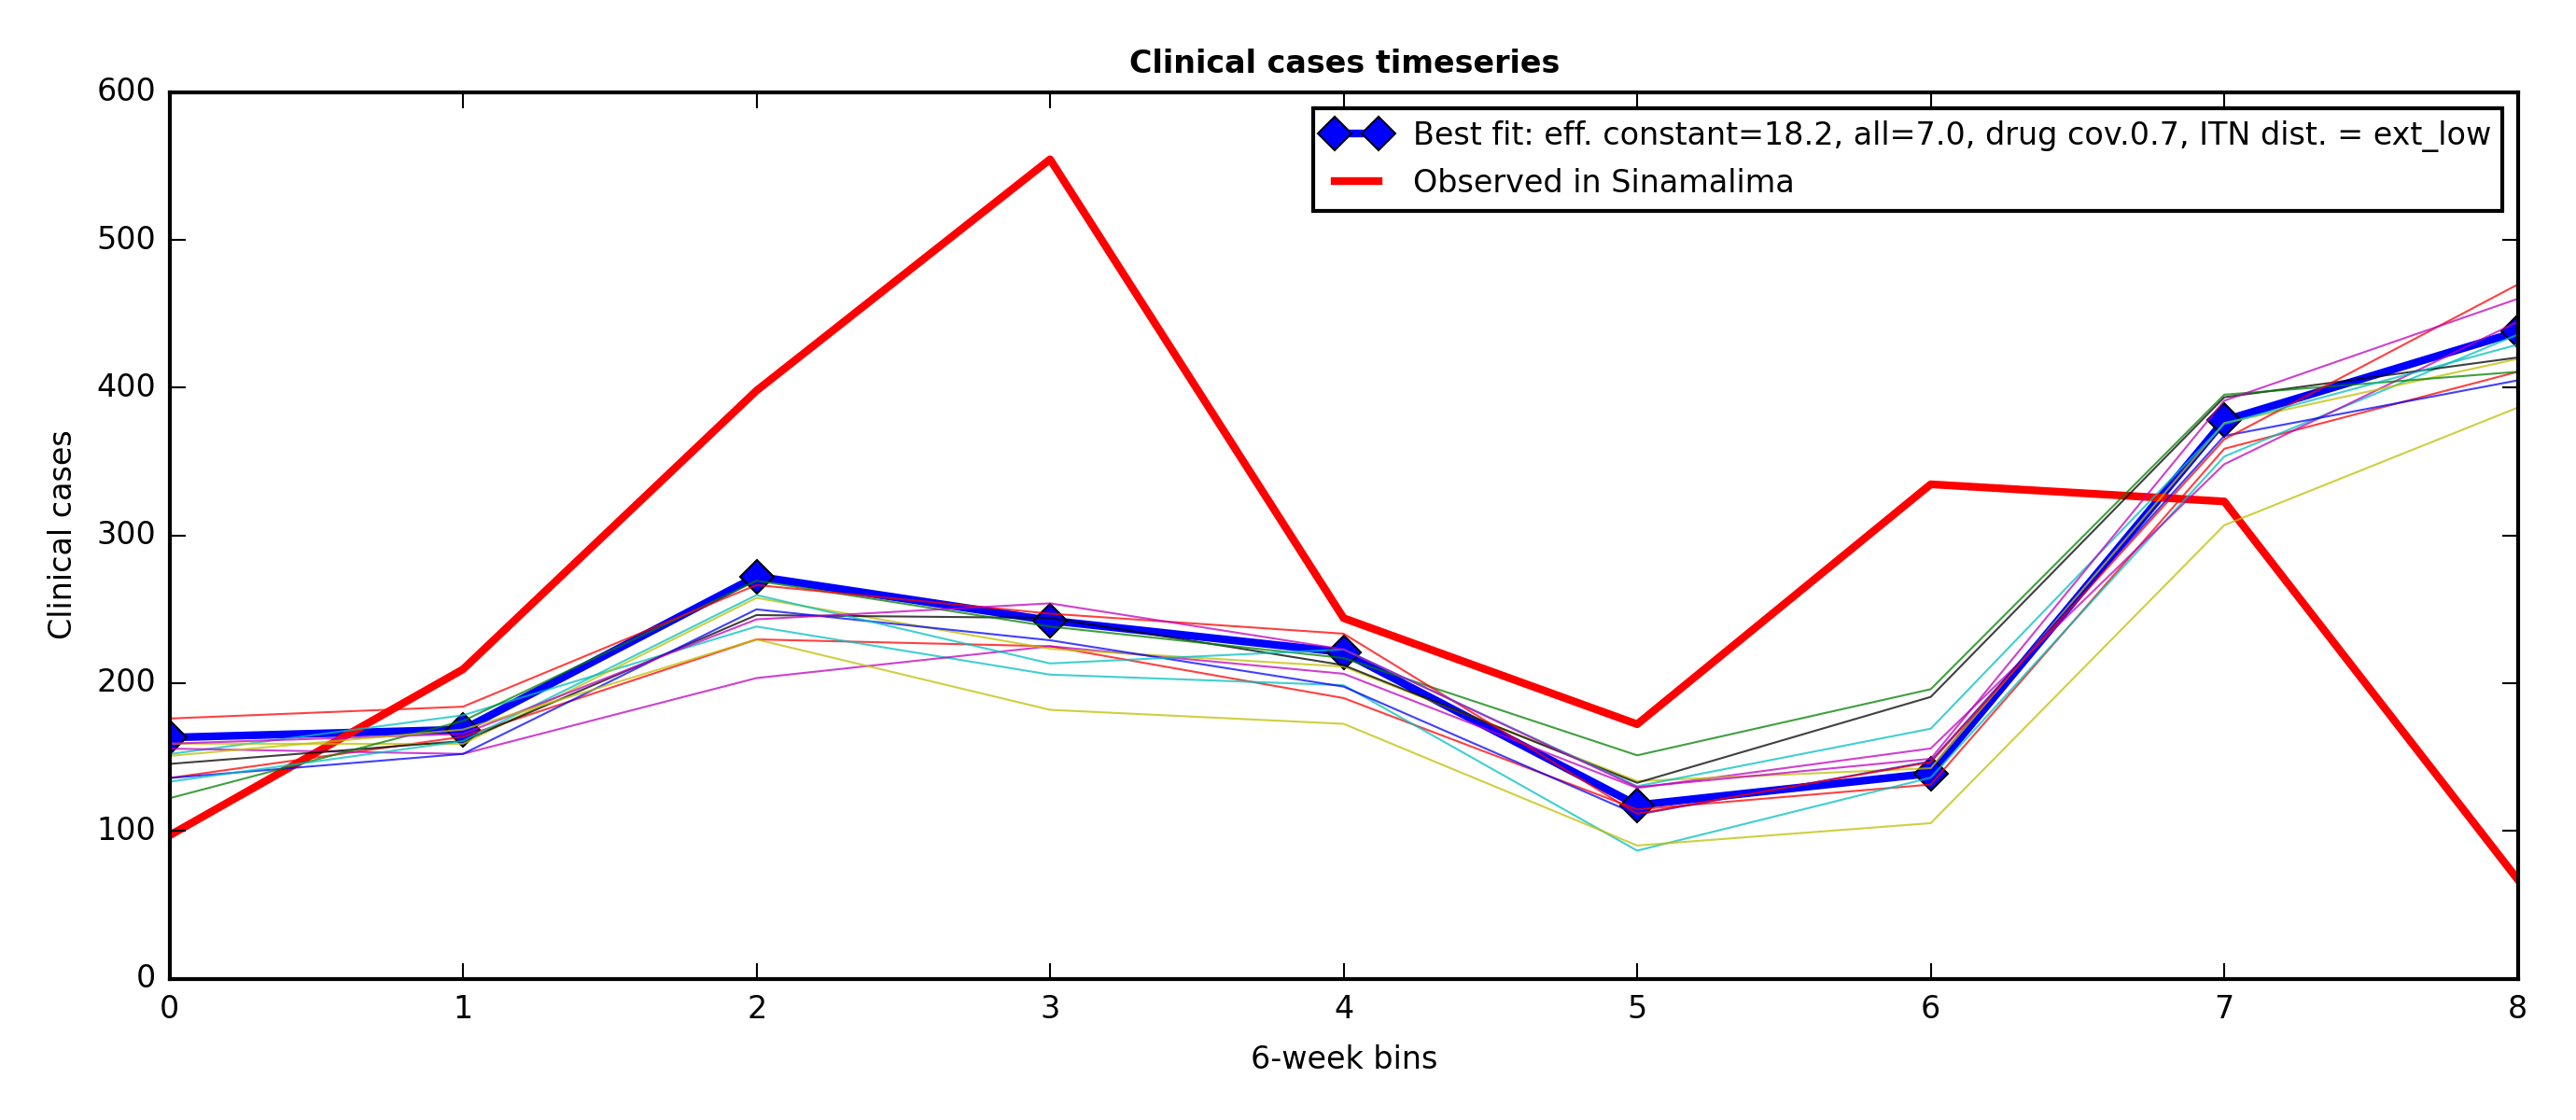 Clinical cases timeseries
600
500
400
300
200
100
0
Clinical cases
Best fit: eff. constant=18.2, all=7.0, drug cov.0.7, ITN dist. = ext_low
Observed in Sinamalima
0 1 2 3 4 5 6 7 8
6-week bins